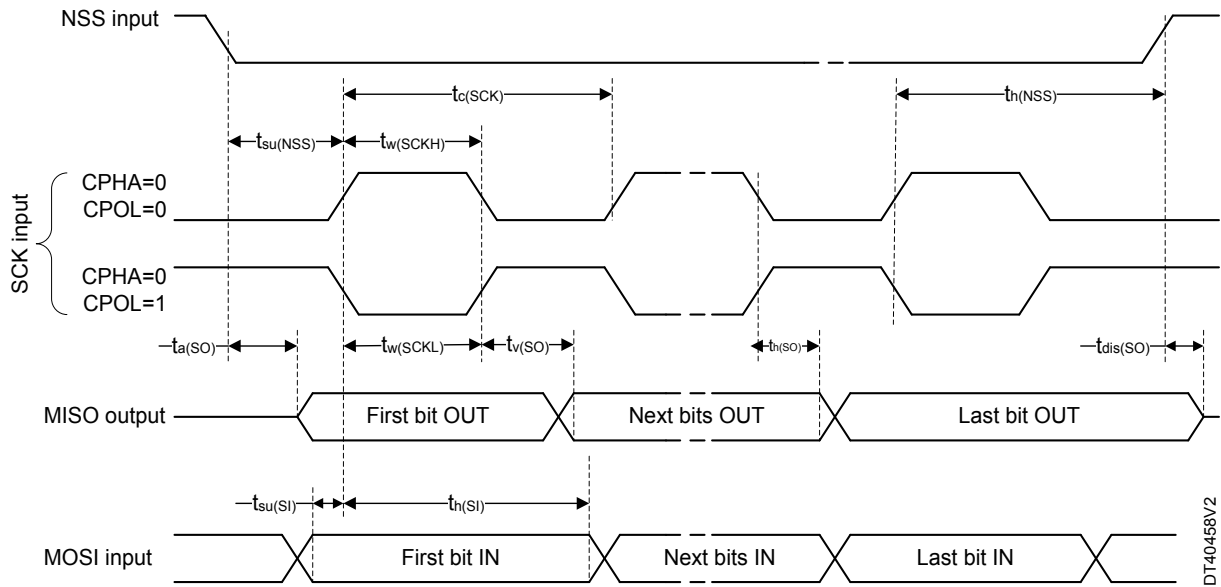 NSS input
tc(SCK)
th(NSS)
tsu(NSS)
tw(SCKH)
SCK input
CPHA=0
CPOL=0
CPHA=0
CPOL=1
ta(SO)
tw(SCKL)
tv(SO)
th(SO)
tdis(SO)
MISO output
First bit OUT
Next bits OUT
Last bit OUT
tsu(SI)
th(SI)
MOSI input
First bit IN
Next bits IN
Last bit IN
DT40458V2